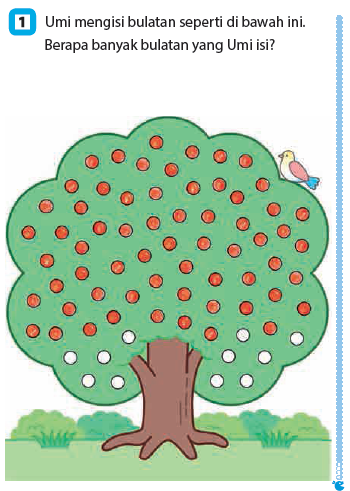 1 Umi mengisi bulatan seperti di bawah ini.
Berapa banyak bulatan yang Umi isi?